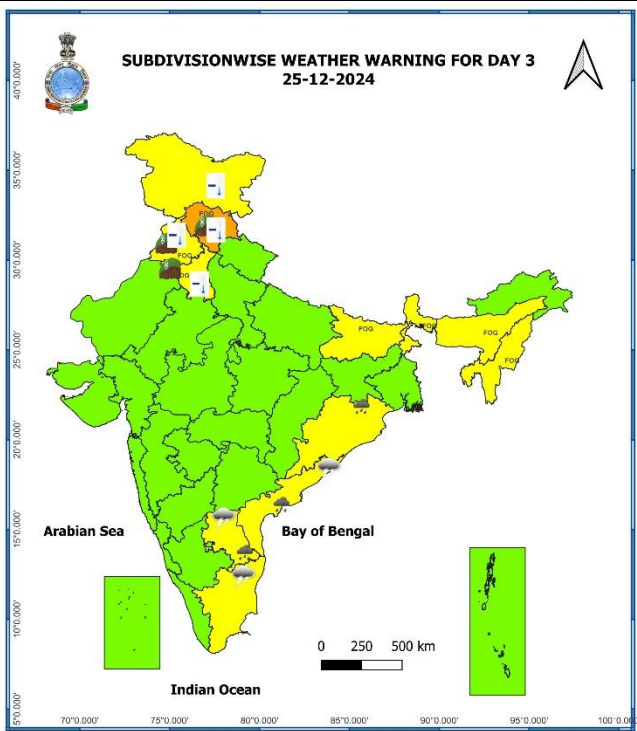 SUBDIVISIONWISE WEATHER WARNING FOR DAY 3
25-12-2024
40°0.000'
35°0.000'
30°0.000'
25°0.000'
20°0.000'
15°0.000'
10°0.000'
5°0.000'
FOG
FOG
FOG
FOG
FOG
FOG
Arabian Sea
Bay of Bengal
0 250 500 km
Indian Ocean
70°0.000' 75°0.000' 80°0.000' 85°0.000' 90°0.000' 95°0.000' 100°0.000'